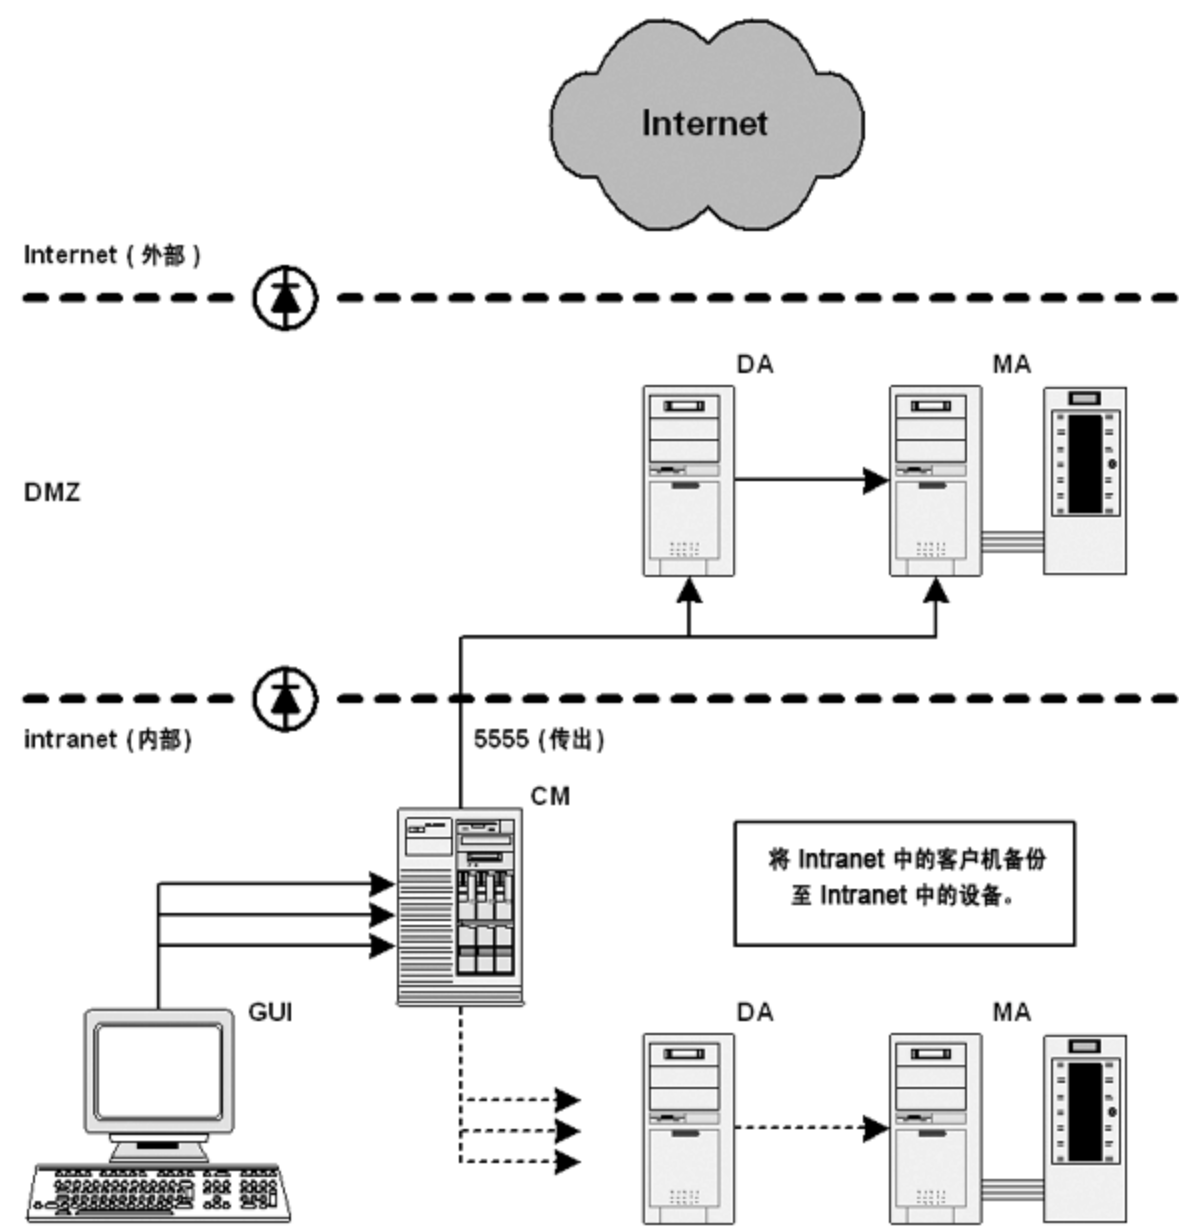 Internet
Internet ( 外部 )
DA
MA
DMZ
intranet (内部)
5555 (传出)
CM
将 Intranet 中的客户机备份
至 Intranet 中的设备。
GUI
DA
MA